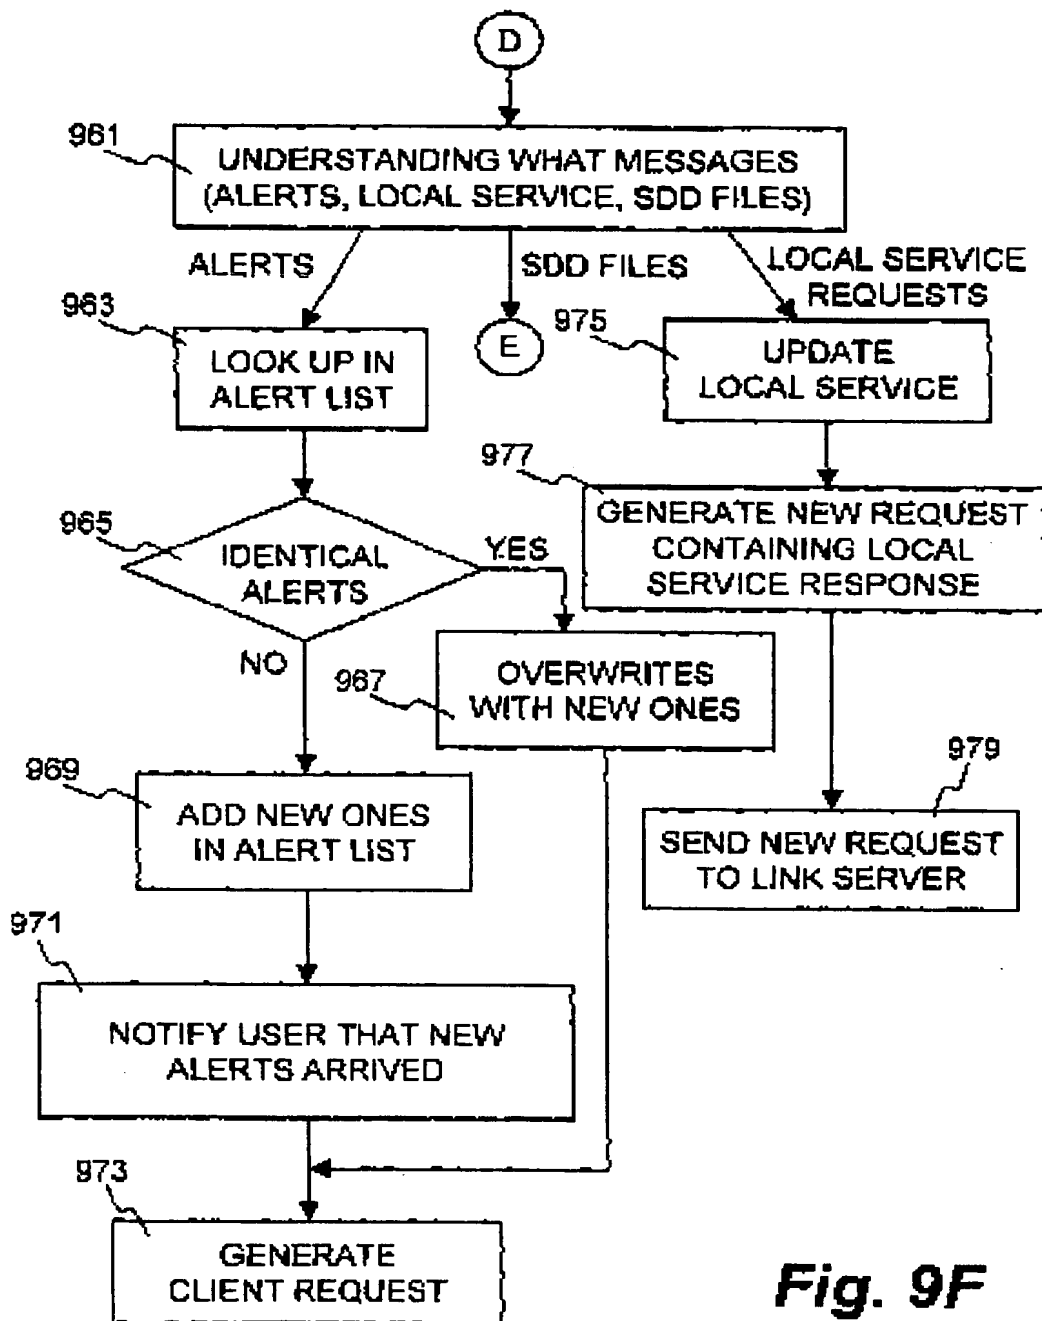 D
961
UNDERSTANDING WHAT MESSAGES
(ALERTS, LOCAL SERVICE, SDD FILES)
ALERTS
SDD FILES
LOCAL SERVICE
REQUESTS
963
LOOK UP IN
ALERT LIST
E
975
UPDATE
LOCAL SERVICE
977
GENERATE NEW REQUEST
CONTAINING LOCAL
SERVICE RESPONSE
965
IDENTICAL
ALERTS
YES
NO
967
OVERWRITES
WITH NEW ONES
969
ADD NEW ONES
IN ALERT LIST
979
SEND NEW REQUEST
TO LINK SERVER
971
NOTIFY USER THAT NEW
ALERTS ARRIVED
973
GENERATE
CLIENT REQUEST
Fig. 9F